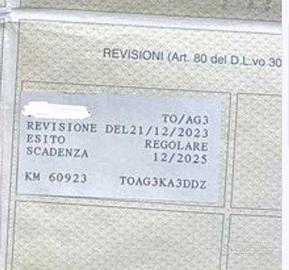 REVISIONI (Art. 80 del D.L.vo 30
TO/AG3
REVISIONE DEL21/12/2023
ESITO REGOLARE
SCADENZA 12/2025
KM 60923 TOAG3KA3DDZ